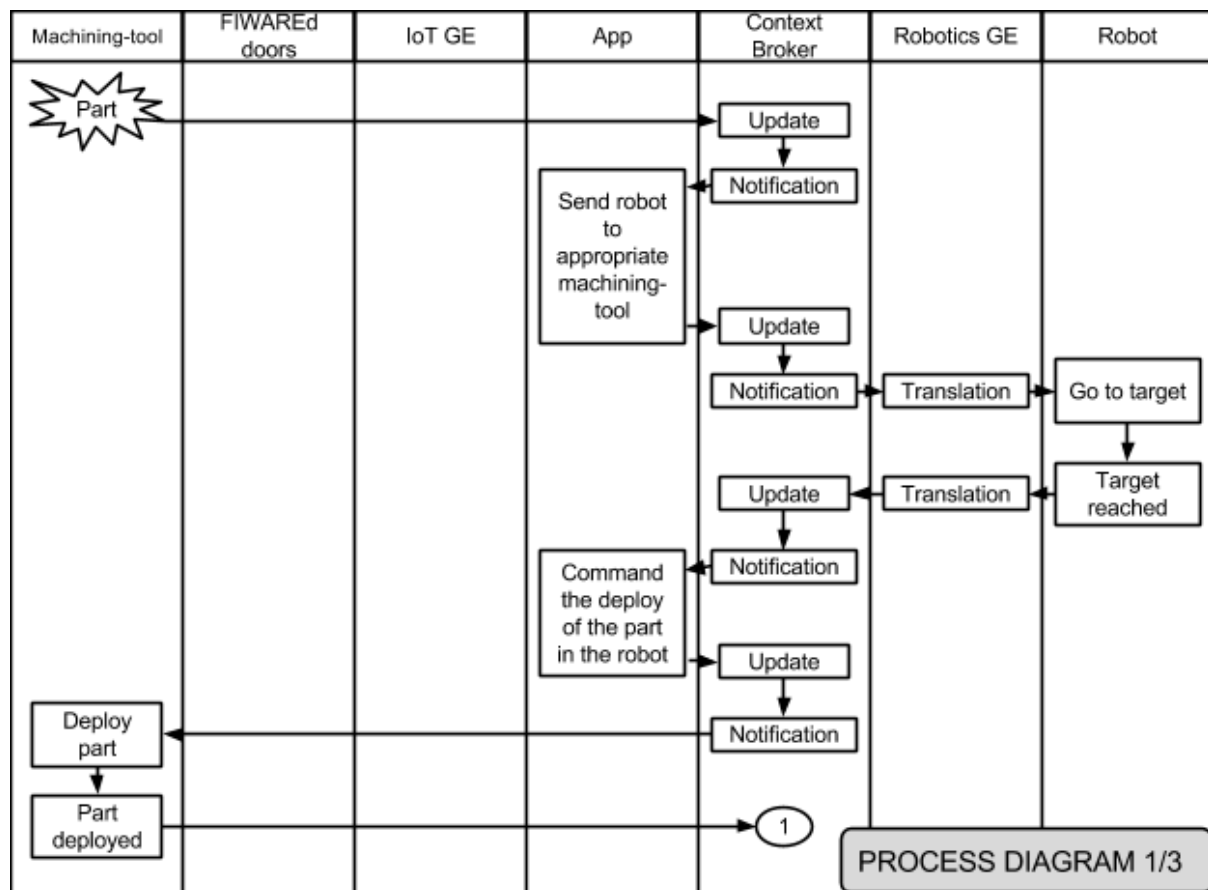 Machining-tool
FIWAREd
doors
IoT GE
App
Context
Broker
Robotics GE
Robot
Part
Update
Notification
Send robot
to
appropriate
machining-
tool
Update
Notification
Translation
Go to target
Target
reached
Translation
Update
Notification
Command
the deploy
of the part
in the robot
Update
Notification
Deploy
part
Part
deployed
1
PROCESS DIAGRAM 1/3